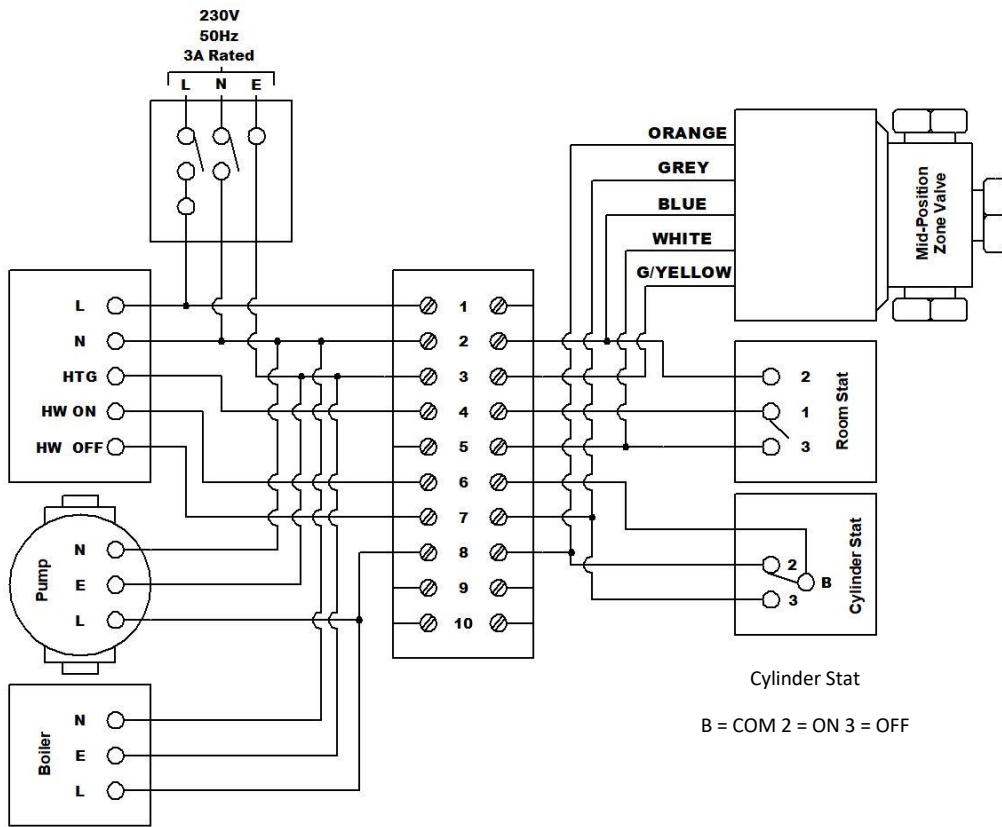 230V
50Hz
3A Rated
L N E
ORANGE
GREY
BLUE
WHITE
G/YELLOW
Mid-Position
Zone Valve
L
N
HTG
HW ON
HW OFF
1
2
3
4
5
6
7
8
9
10
2
1
3
Room Stat
2
B
3
Cylinder Stat
Pump
N
E
L
Boiler
N
E
L
Cylinder Stat
B = COM 2 = ON 3 = OFF